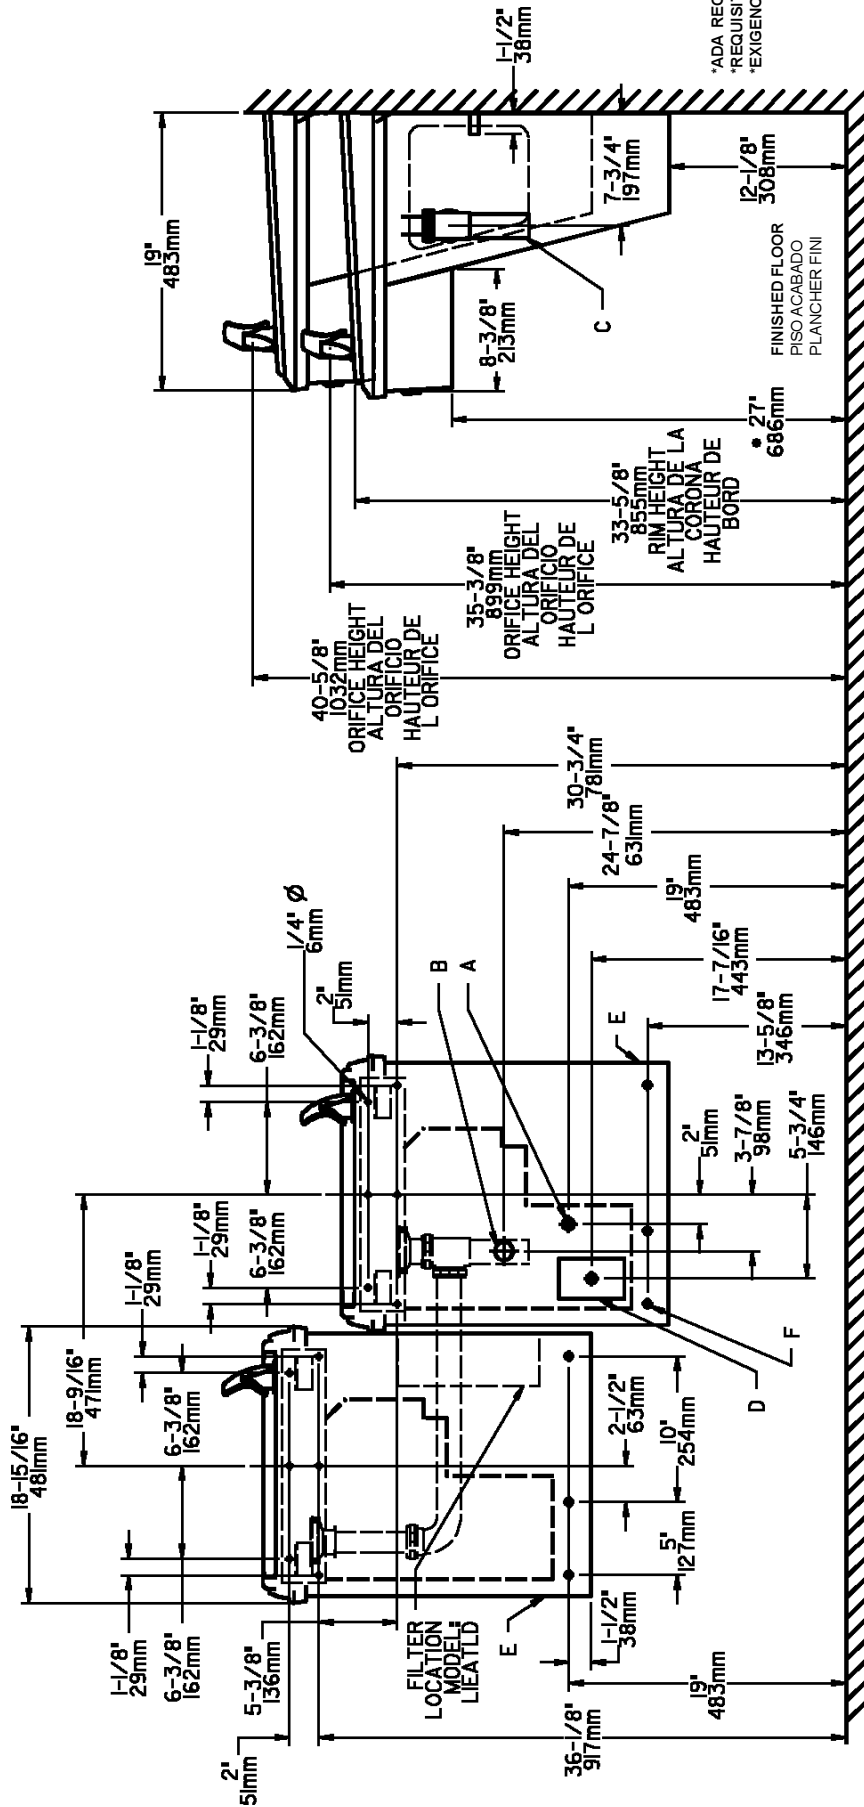 1-1/2"
38mm
*ADA REQ
*REQUISIT
*EXIGENC
19"
483mm
7-3/4"
197mm
12-1/8"
308mm
C
8-3/8"
213mm
FINISHED FLOOR
PISO ACABADO
PLANCHER FINI
* 27"
686mm
33-5/8"
855mm
RIM HEIGHT
ALTURA DE LA
CORONA
HAUTEUR DE
BORD
35-3/8"
899mm
ORIFICE HEIGHT
ALTURA DEL
ORIFICIO
HAUTEUR DE
L ORIFICE
40-5/8"
1032mm
ORIFICE HEIGHT
ALTURA DEL
ORIFICIO
HAUTEUR DE
L ORIFICE
30-3/4"
781mm
24-7/8"
631mm
19"
483mm
17-7/16"
443mm
13-5/8"
346mm
1/4" Ø
6mm
2"
51mm
B
A
E
1-1/8"
29mm
6-3/8"
162mm
1-1/8"
29mm
6-3/8"
162mm
2"
51mm
3-7/8"
98mm
5-3/4"
146mm
F
D
18-9/16"
471mm
1-1/8"
29mm
6-3/8"
162mm
18-15/16"
481mm
2-1/2"
63mm
10"
254mm
5"
127mm
1-1/8"
29mm
6-3/8"
162mm
5-3/8"
136mm
FILTER
LOCATION
MODEL:
LIEATLD
E
1-1/2"
38mm
19"
483mm
2"
51mm
36-1/8"
917mm